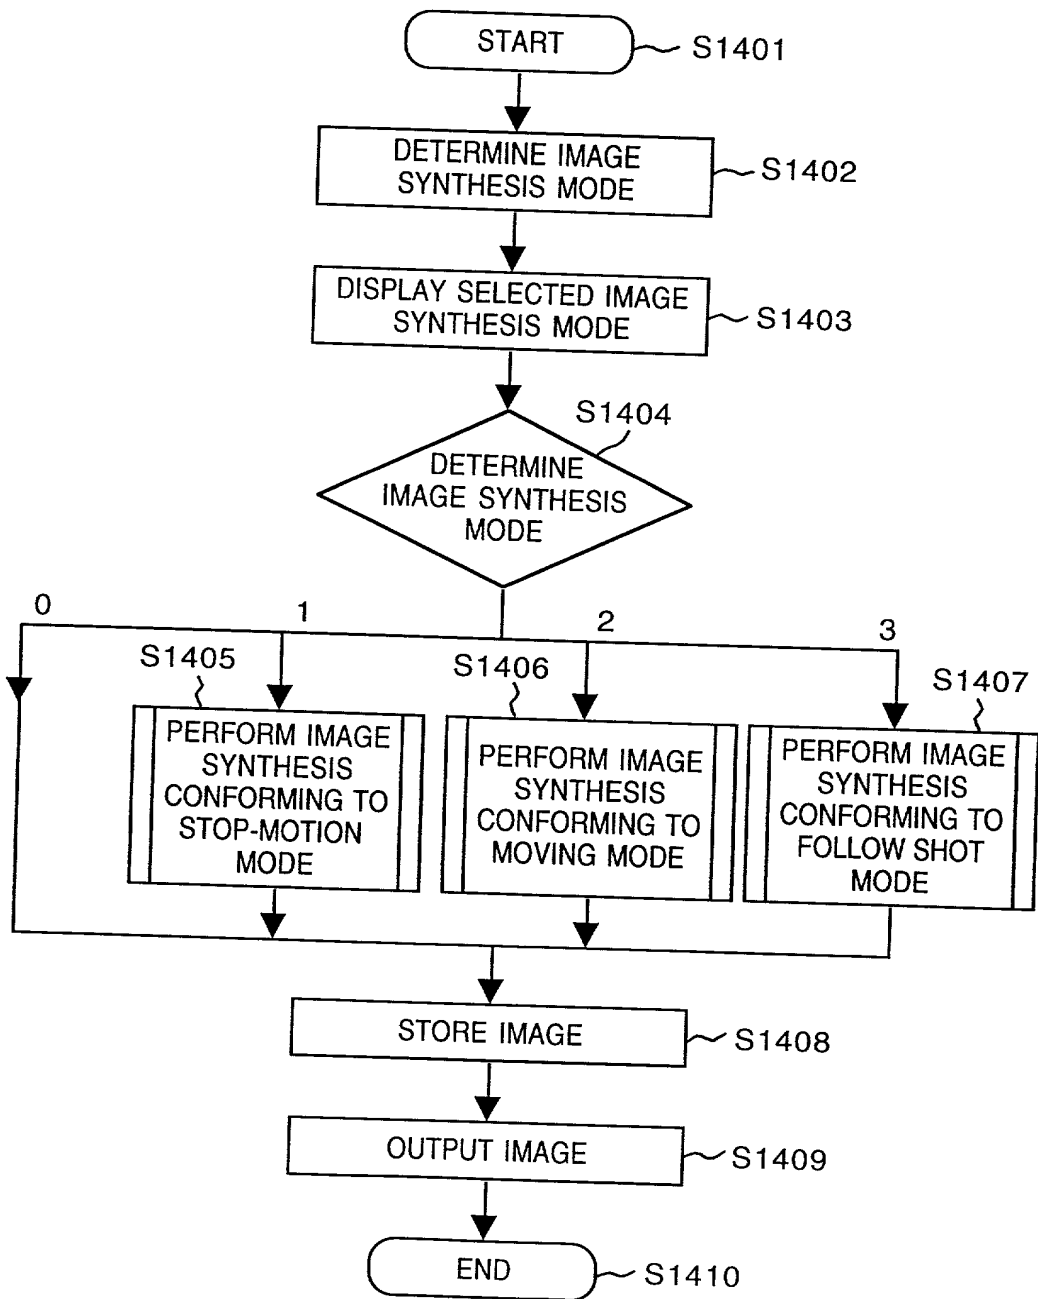 START
S1401
DETERMINE IMAGE
SYNTHESIS MODE
S1402
DISPLAY SELECTED IMAGE
SYNTHESIS MODE
S1403
S1404
DETERMINE
IMAGE SYNTHESIS
MODE
0
1
2
3
S1405
PERFORM IMAGE
SYNTHESIS
CONFORMING TO
STOP-MOTION
MODE
S1406
PERFORM IMAGE
SYNTHESIS
CONFORMING TO
MOVING MODE
S1407
PERFORM IMAGE
SYNTHESIS
CONFORMING TO
FOLLOW SHOT
MODE
STORE IMAGE
S1408
OUTPUT IMAGE
S1409
END
S1410